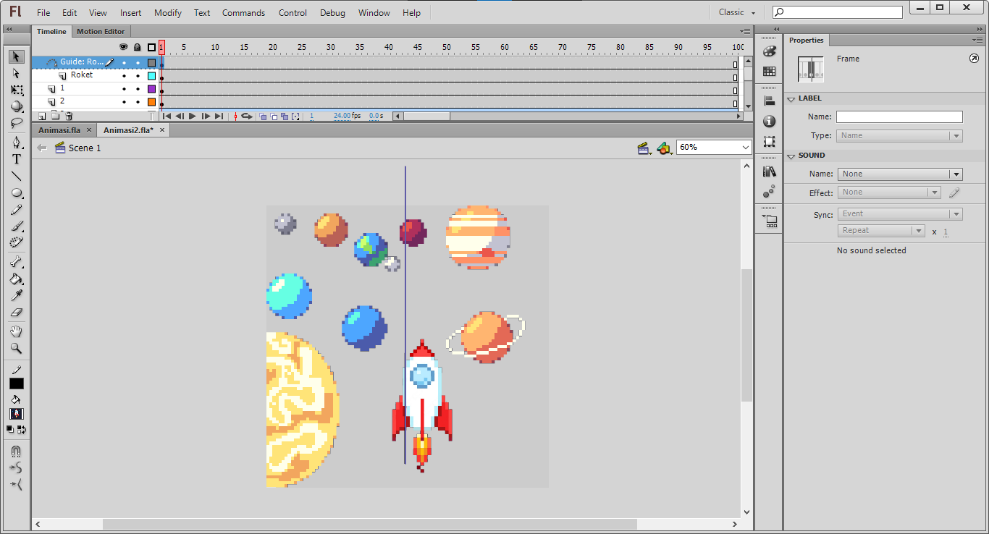 Fl File Edit View Insert Modify Text Commands Control Debug Window Help Classic
Timeline Motion Editor
1 5 10 15 20 25 30 35 40 45 50 55 60 65 70 75 80 85 90 95 100
Guide: Ro...
Roket
1
2
1 24.00 fps 0.0 s
Animasi.fla × Animasi2.fla* ×
Scene 1 60%
Properties
Frame
LABEL
Name:
Type: Name
SOUND
Name: None
Effect: None
Sync: Event
Repeat x 1
No sound selected
T